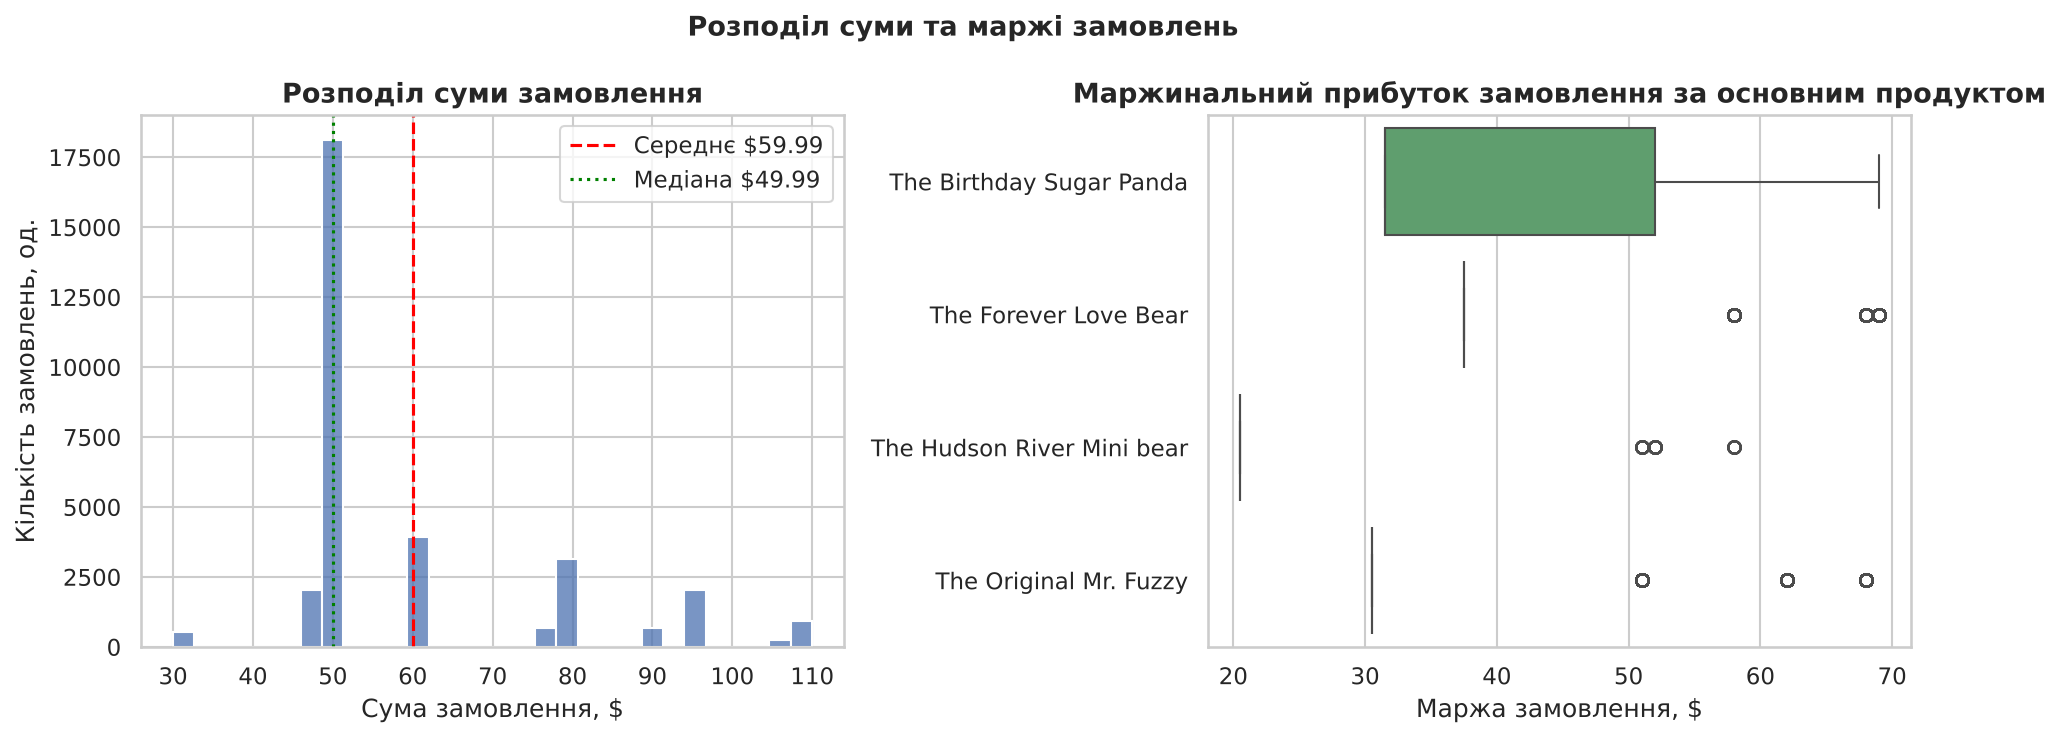 Розподіл суми та маржі замовлень
Розподіл суми замовлення
Кількість замовлень, од.
17500
15000
12500
10000
7500
5000
2500
0
Середнє $59.99
Медіана $49.99
30 40 50 60 70 80 90 100 110
Сума замовлення, $
Маржинальний прибуток замовлення за основним продуктом
The Birthday Sugar Panda
The Forever Love Bear
The Hudson River Mini bear
The Original Mr. Fuzzy
20 30 40 50 60 70
Маржа замовлення, $